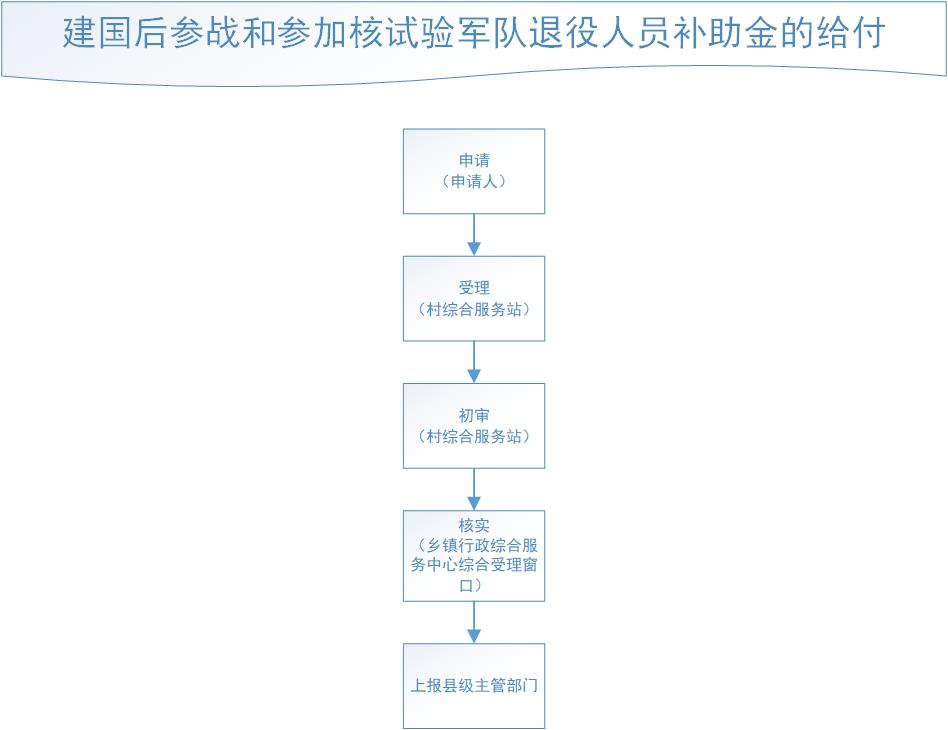 建国后参战和参加核试验军队退役人员补助金的给付
申请
（申请人）
受理
（村综合服务站）
初审
（村综合服务站）
核实
（乡镇行政综合服
务中心综合受理窗
口）
上报县级主管部门